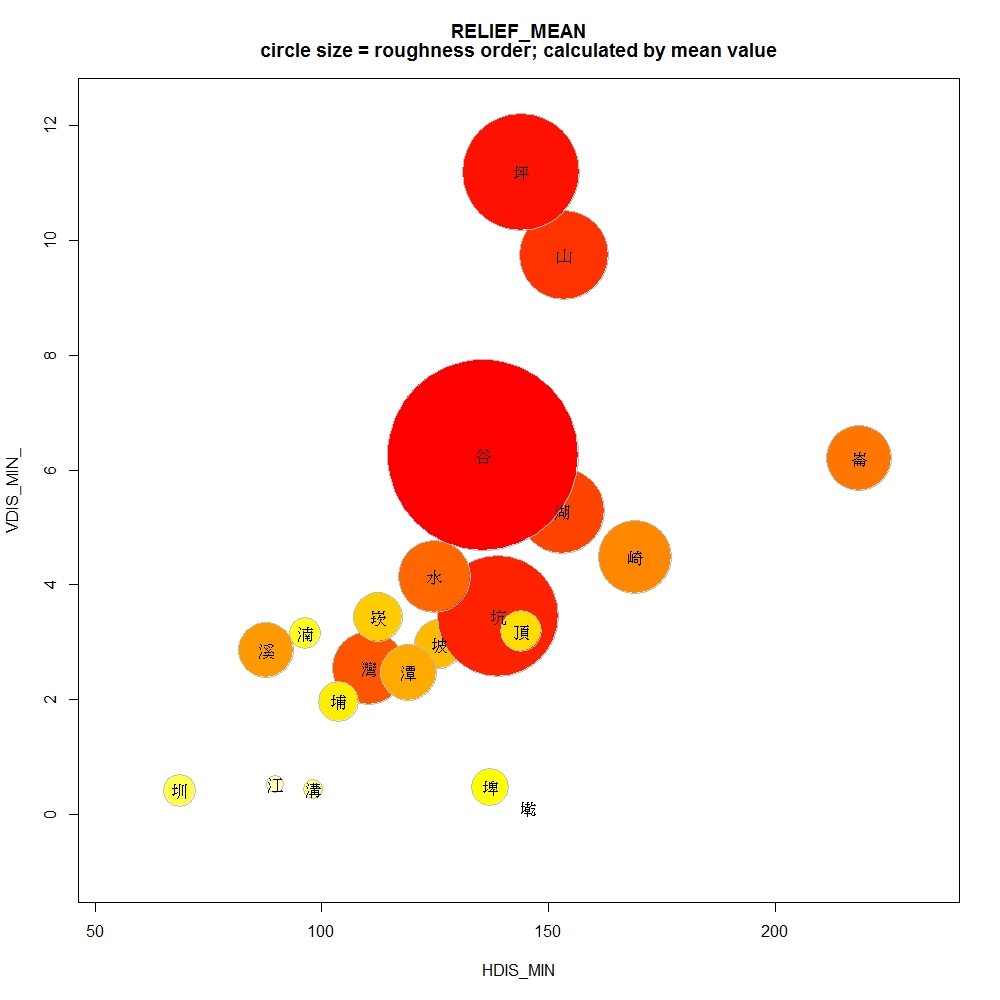 RELIEF_MEAN
circle size = roughness order; calculated by mean value
12
10
8
6
4
2
0
VDIS_MIN_
坪
山
谷
崙
湖
崎
水
坑
崁
頂
湳
坡
溪
灣
潭
埔
圳
江
溝
埤
墘
50
100
150
200
HDIS_MIN